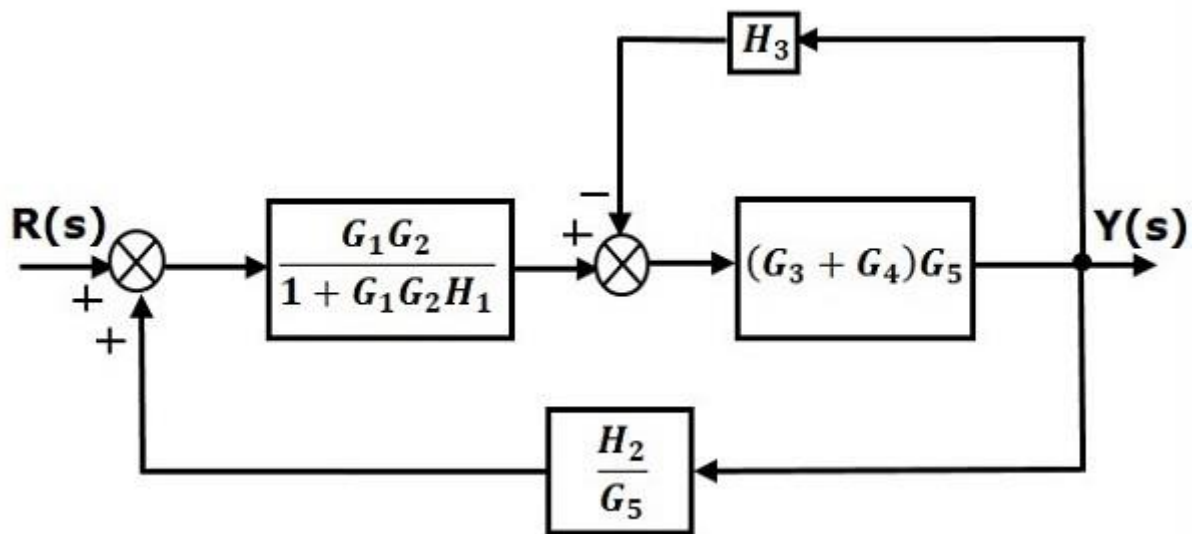 H₃
−
R(s)
+
G₁G₂
1 + G₁G₂H₁
+
(G₃ + G₄)G₅
Y(s)
+
H₂
G₅